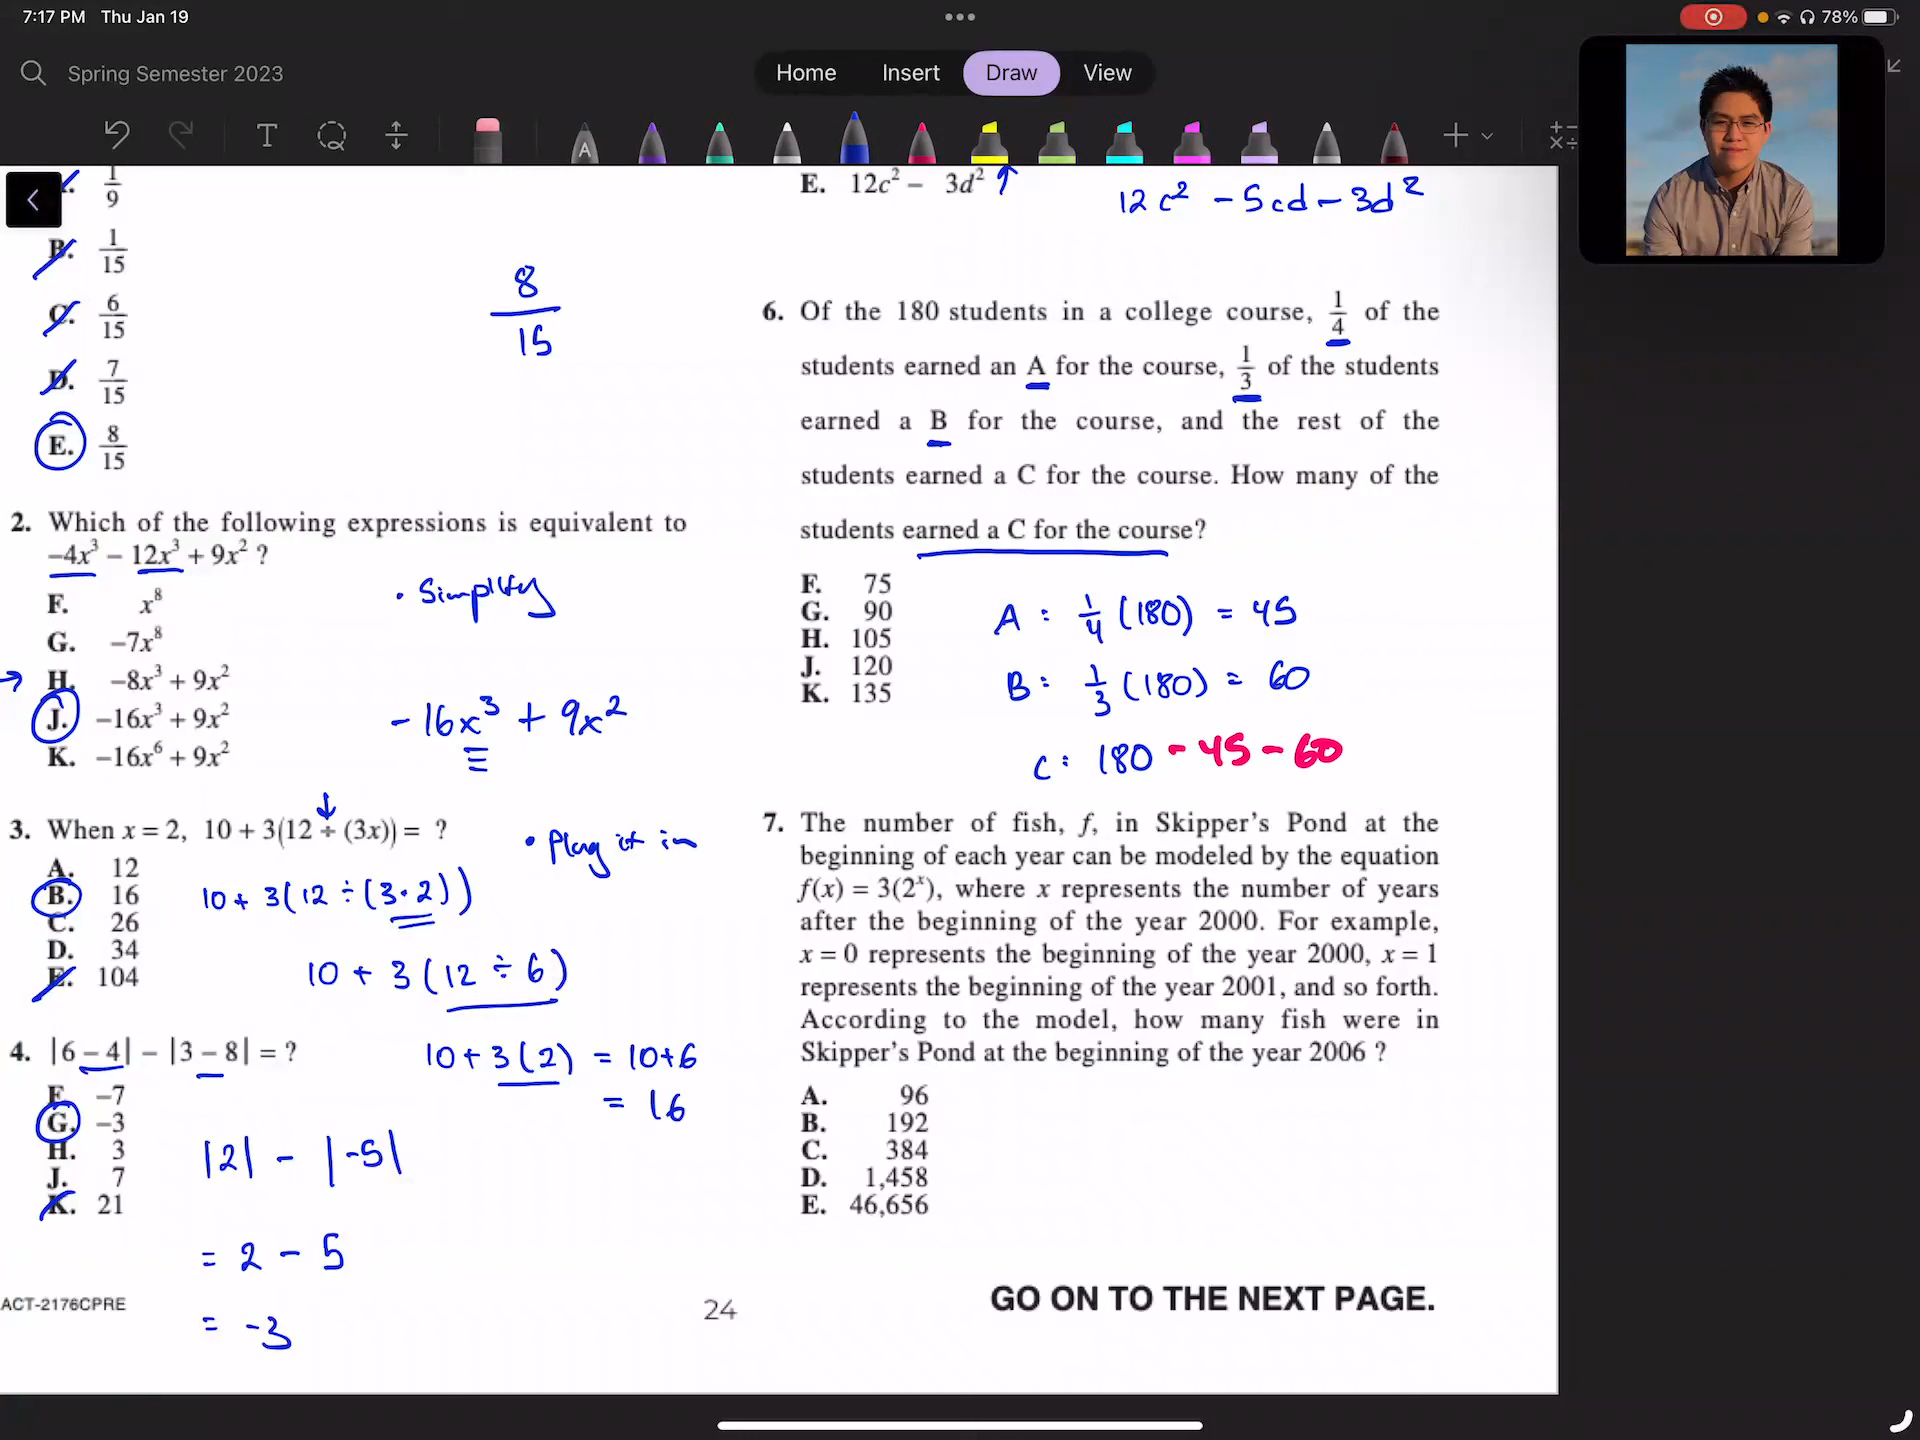 7:17 PM Thu Jan 19
78%
Spring Semester 2023
Home Insert Draw View
A
1/9
B. 1/15
C. 6/15
D. 7/15
E. 8/15
8/15
2. Which of the following expressions is equivalent to
−4x³ − 12x³ + 9x² ?
F. x⁸
G. −7x⁸
H. −8x³ + 9x²
J. −16x³ + 9x²
K. −16x⁶ + 9x²
• Simplify
-16x³ + 9x²
3. When x = 2, 10 + 3(12 ÷ (3x)) = ?
A. 12
B. 16
C. 26
D. 34
E. 104
• Plug it in
10 + 3(12 ÷ (3·2))
10 + 3(12 ÷ 6)
10 + 3(2) = 10+6
= 16
4. |6 − 4| − |3 − 8| = ?
F. −7
G. −3
H. 3
J. 7
K. 21
|2| - |-5|
= 2 - 5
= -3
E. 12c² − 3d²
12c² - 5cd - 3d²
6. Of the 180 students in a college course, 1/4 of the
students earned an A for the course, 1/3 of the students
earned a B for the course, and the rest of the
students earned a C for the course. How many of the
students earned a C for the course?
F. 75
G. 90
H. 105
J. 120
K. 135
A: 1/4 (180) = 45
B: 1/3 (180) = 60
C: 180 - 45 - 60
7. The number of fish, f, in Skipper's Pond at the
beginning of each year can be modeled by the equation
f(x) = 3(2ˣ), where x represents the number of years
after the beginning of the year 2000. For example,
x = 0 represents the beginning of the year 2000, x = 1
represents the beginning of the year 2001, and so forth.
According to the model, how many fish were in
Skipper's Pond at the beginning of the year 2006 ?
A. 96
B. 192
C. 384
D. 1,458
E. 46,656
ACT-2176CPRE
24
GO ON TO THE NEXT PAGE.